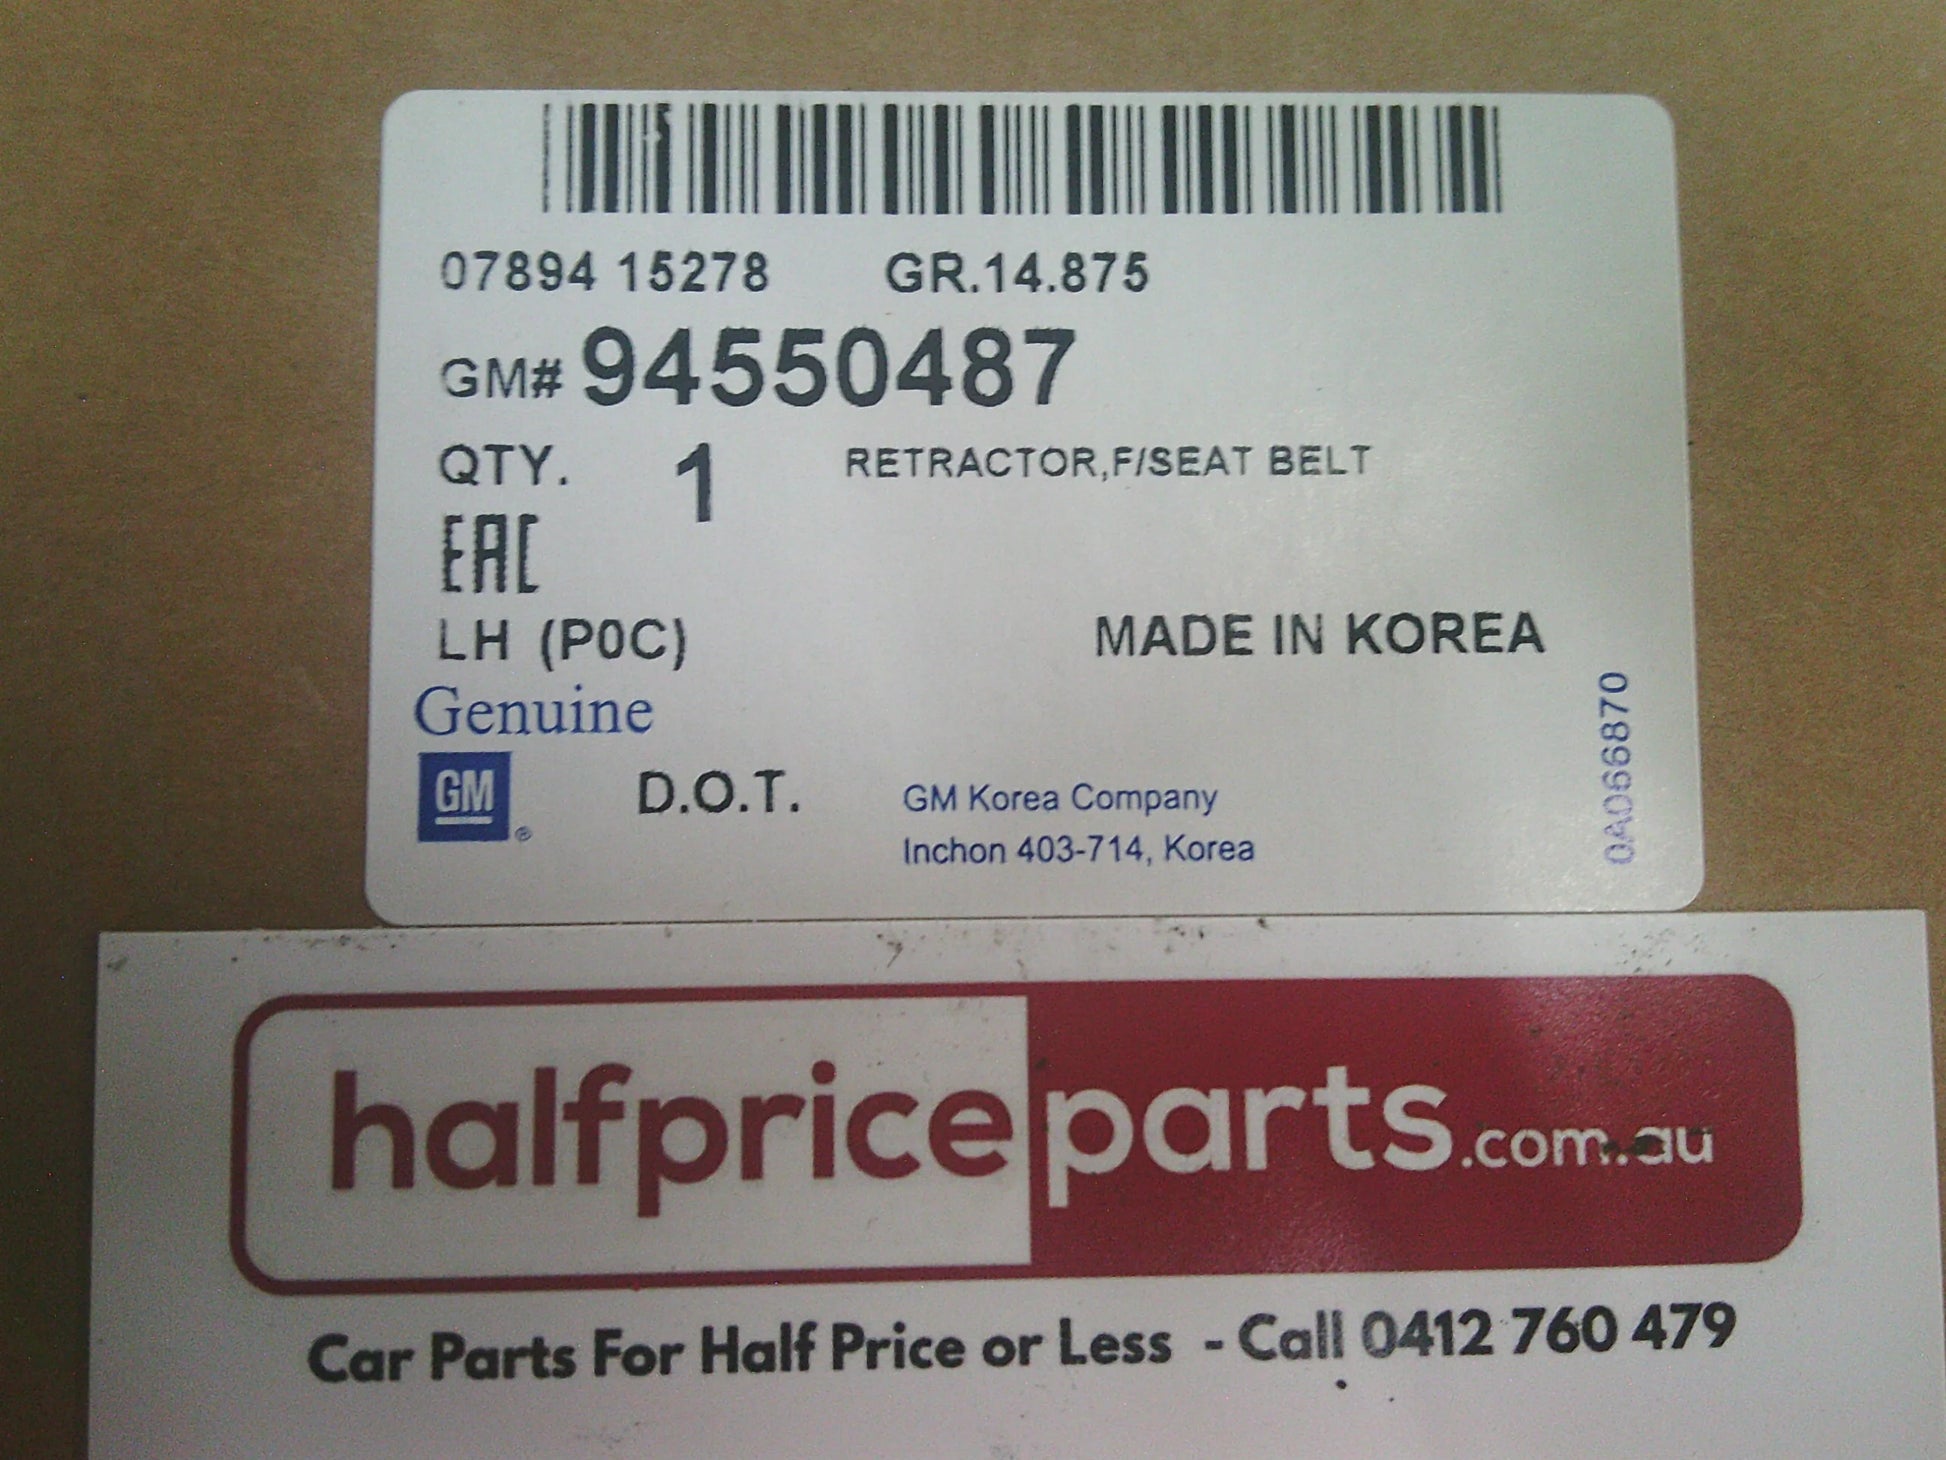 07894 15278 GR.14.875
GM# 94550487
QTY. 1 RETRACTOR,F/SEAT BELT
EAC
LH (P0C) MADE IN KOREA
Genuine
GM ®
D.O.T.
GM Korea Company
Inchon 403-714, Korea
0A066870
halfpriceparts.com.au
Car Parts For Half Price or Less - Call 0412 760 479